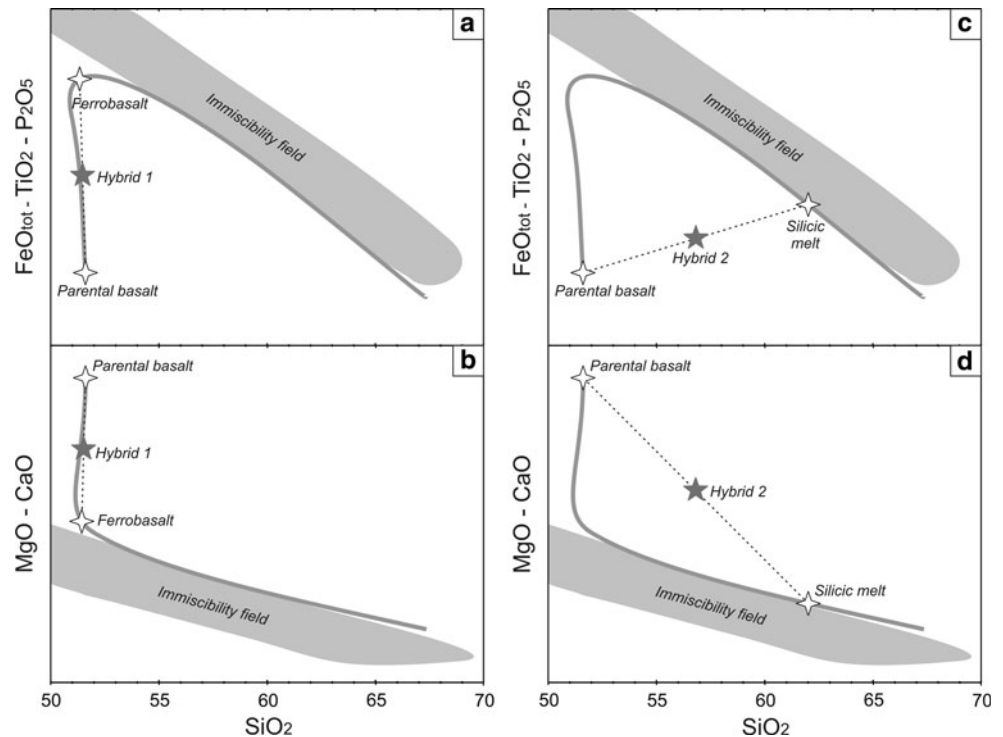 a
FeOtot - TiO2 - P2O5
Ferrobasalt
Hybrid 1
Parental basalt
Immiscibility field
c
FeOtot - TiO2 - P2O5
Immiscibility field
Silicic
melt
Hybrid 2
Parental basalt
b
MgO - CaO
Parental basalt
Hybrid 1
Ferrobasalt
Immiscibility field
50 55 60 65 70
SiO2
d
MgO - CaO
Parental basalt
Hybrid 2
Silicic melt
Immiscibility field
50 55 60 65 70
SiO2